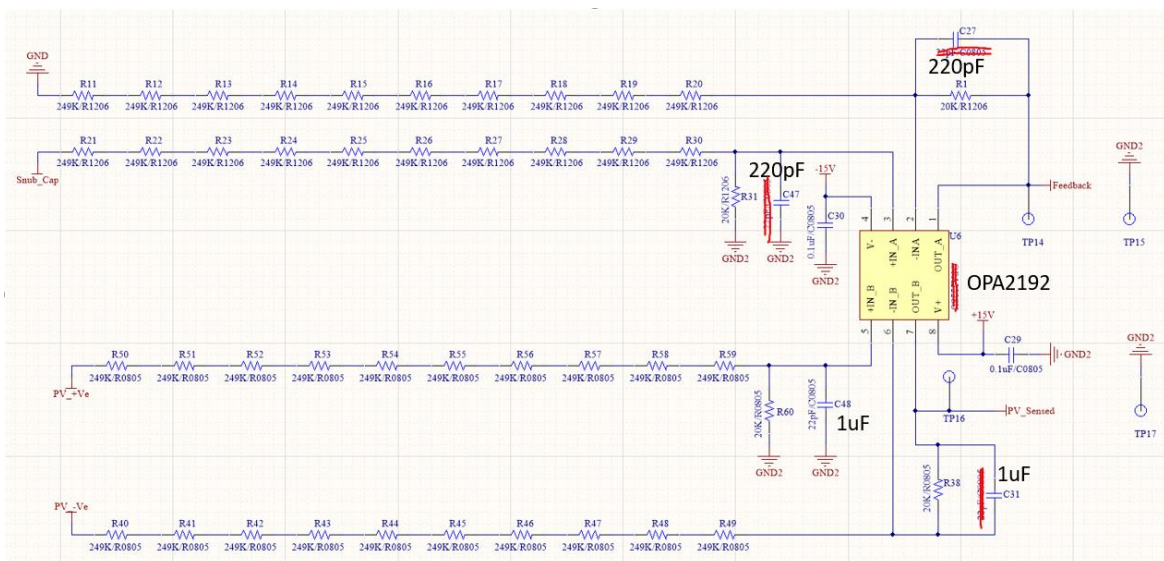 C27
220pF
GND
R11 R12 R13 R14 R15 R16 R17 R18 R19 R20 R1
249K/R1206 249K/R1206 249K/R1206 249K/R1206 249K/R1206 249K/R1206 249K/R1206 249K/R1206 249K/R1206 249K/R1206 20K/R1206
R21 R22 R23 R24 R25 R26 R27 R28 R29 R30
249K/R1206 249K/R1206 249K/R1206 249K/R1206 249K/R1206 249K/R1206 249K/R1206 249K/R1206 249K/R1206 249K/R1206
GND2
Snub_Cap
220pF
-15V
20K/R1206
R31
C47
Feedback
C30
0.1uF/C0805
4 3 2 1
GND2 GND2
TP14 TP15
U6
GND2
V- +IN_A -INA OUT_A
OPA2192
+IN_B -IN_B OUT_B V+
5 6 7 8
+15V
GND2
R50 R51 R52 R53 R54 R55 R56 R57 R58 R59
C29
GND2
249K/R0805 249K/R0805 249K/R0805 249K/R0805 249K/R0805 249K/R0805 249K/R0805 249K/R0805 249K/R0805 249K/R0805
0.1uF/C0805
PV_+Ve
20K/R0805
R60
22pF/C0805
C48
1uF
TP16
PV_Sensed
TP17
GND2 GND2
20K/R0805
R38
1uF
C31
PV_-Ve
R40 R41 R42 R43 R44 R45 R46 R47 R48 R49
249K/R0805 249K/R0805 249K/R0805 249K/R0805 249K/R0805 249K/R0805 249K/R0805 249K/R0805 249K/R0805 249K/R0805